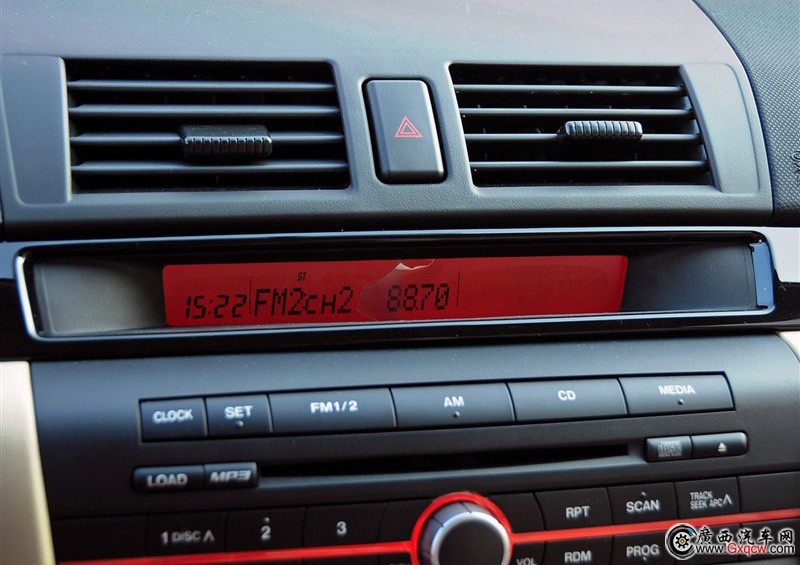 ST
15:22 FM2CH2 88.70
CLOCK SET FM1/2 AM CD MEDIA
LOAD MP3
1 DISC ∧ 2 3 RPT SCAN TRACK
SEEK APC ∧
VOL RDM PROG
廣西汽车网
www.Gxqcw.com